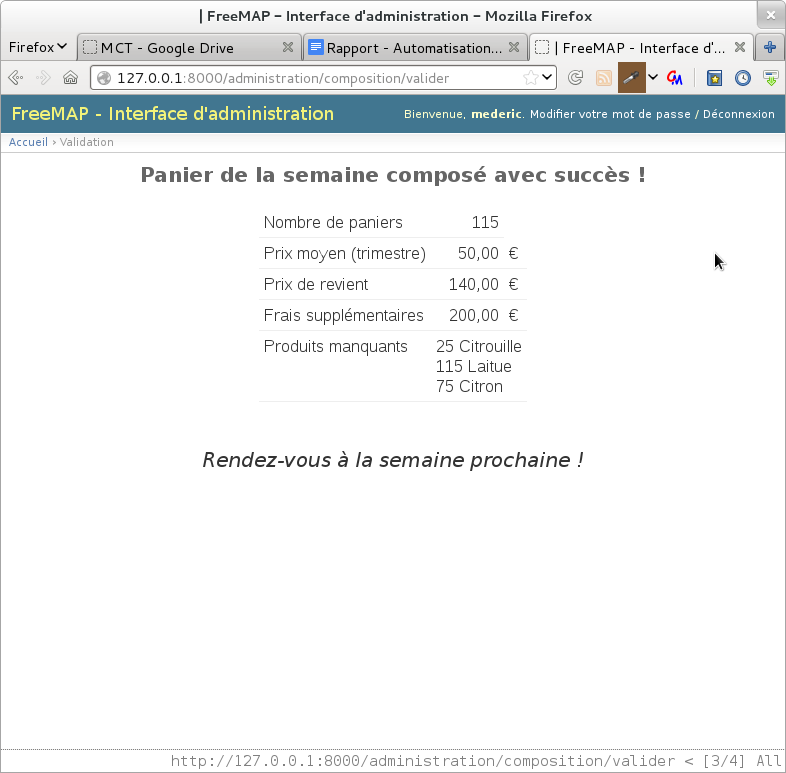 | FreeMAP - Interface d'administration - Mozilla Firefox
Firefox
MCT - Google Drive
Rapport - Automatisation...
| FreeMAP - Interface d'...
127.0.0.1:8000/administration/composition/valider
FreeMAP - Interface d'administration
Bienvenue, mederic. Modifier votre mot de passe / Déconnexion
Accueil › Validation
Panier de la semaine composé avec succès !
Nombre de paniers 115
Prix moyen (trimestre) 50,00 €
Prix de revient 140,00 €
Frais supplémentaires 200,00 €
Produits manquants 25 Citrouille
115 Laitue
75 Citron
Rendez-vous à la semaine prochaine !
http://127.0.0.1:8000/administration/composition/valider < [3/4] All